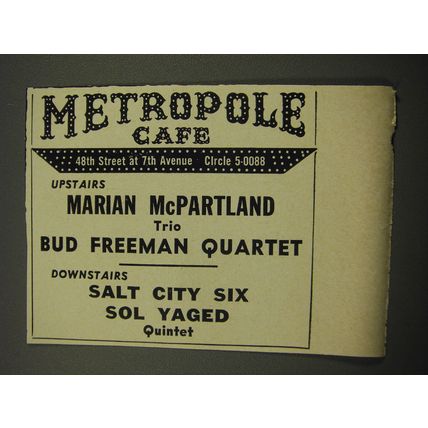 METROPOLE
CAFE
48th Street at 7th Avenue CIrcle 5-0088
UPSTAIRS
MARIAN McPARTLAND
Trio
BUD FREEMAN QUARTET
DOWNSTAIRS
SALT CITY SIX
SOL YAGED
Quintet